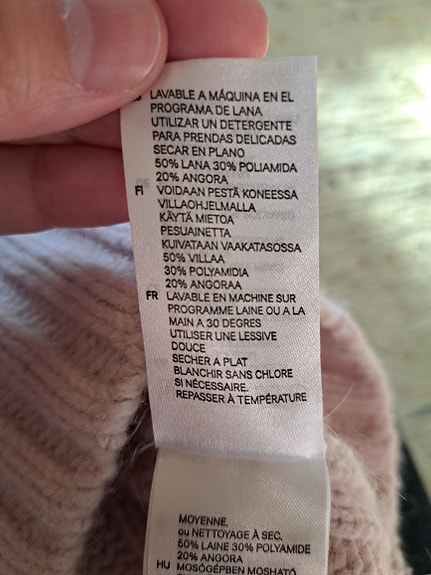 LAVABLE A MÁQUINA EN EL
PROGRAMA DE LANA
UTILIZAR UN DETERGENTE
PARA PRENDAS DELICADAS
SECAR EN PLANO
50% LANA 30% POLIAMIDA
20% ANGORA
FI VOIDAAN PESTÄ KONEESSA
VILLAOHJELMALLA
KÄYTÄ MIETOA
PESUAINETTA
KUIVATAAN VAAKATASOSSA
50% VILLAA
30% POLYAMIDIA
20% ANGORAA
FR LAVABLE EN MACHINE SUR
PROGRAMME LAINE OU A LA
MAIN A 30 DEGRES
UTILISER UNE LESSIVE
DOUCE
SECHER A PLAT
BLANCHIR SANS CHLORE
SI NÉCESSAIRE.
REPASSER À TEMPÉRATURE
MOYENNE.
ou NETTOYAGE À SEC.
50% LAINE 30% POLYAMIDE
20% ANGORA
HU MOSÓGÉPBEN MOSHATÓ